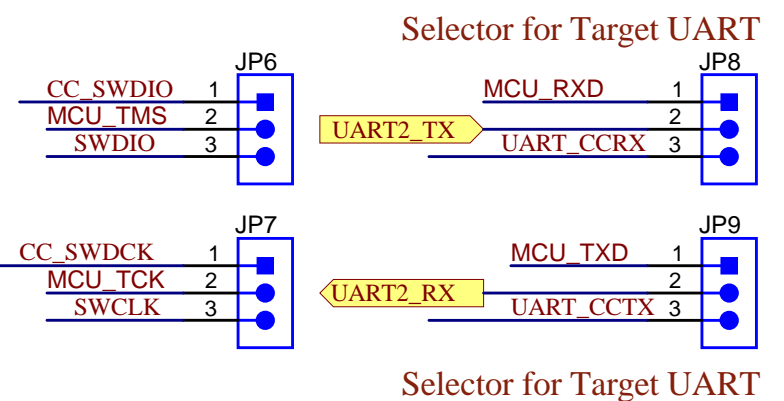 Selector for Target UART
JP6
JP8
CC_SWDIO 1
MCU_RXD 1
MCU_TMS 2
UART2_TX 2
SWDIO 3
UART_CCRX 3
JP7
JP9
CC_SWDCK 1
MCU_TXD 1
MCU_TCK 2
UART2_RX 2
SWCLK 3
UART_CCTX 3
Selector for Target UART